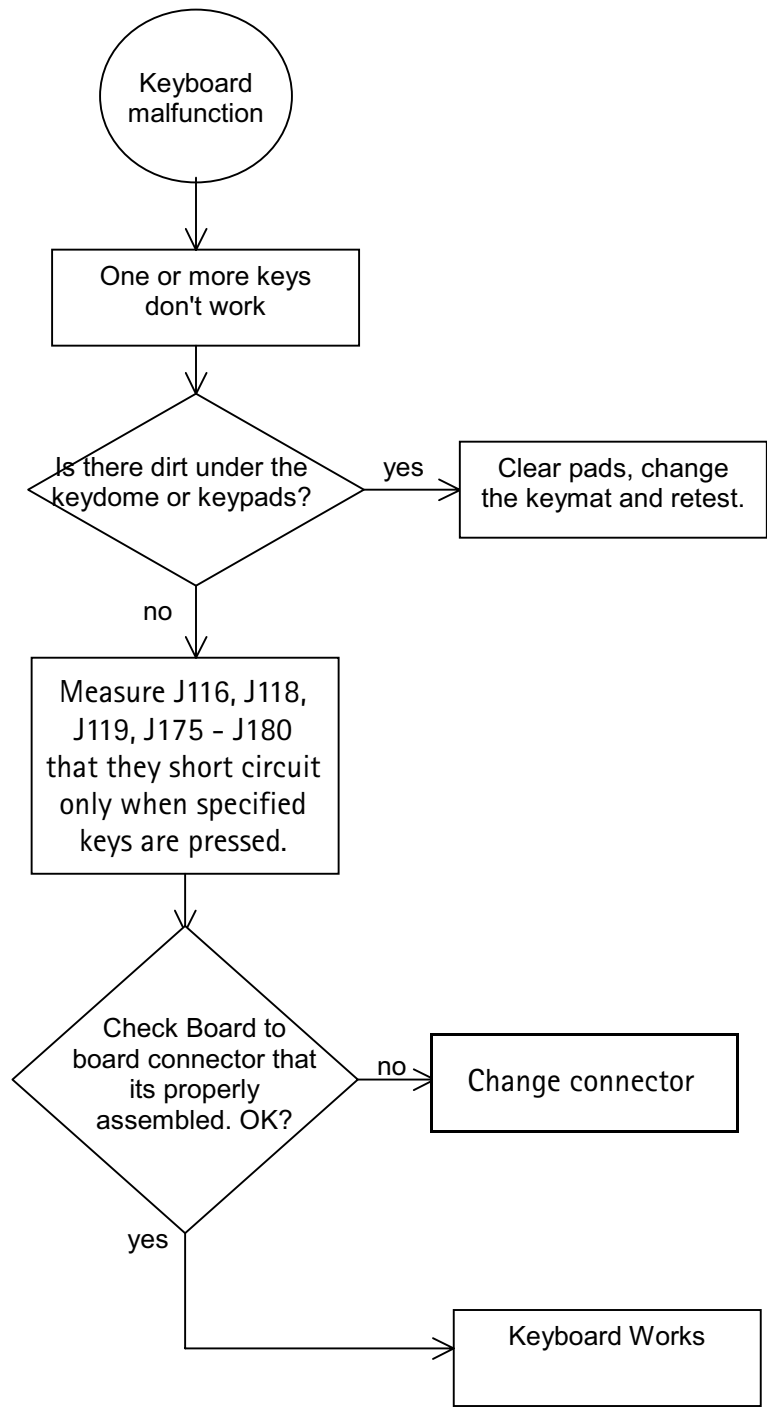 Keyboard
malfunction
One or more keys
don't work
Is there dirt under the
keydome or keypads?
yes
Clear pads, change
the keymat and retest.
no
Measure J116, J118,
J119, J175 - J180
that they short circuit
only when specified
keys are pressed.
Check Board to
board connector that
its properly
assembled. OK?
no
Change connector
yes
Keyboard Works